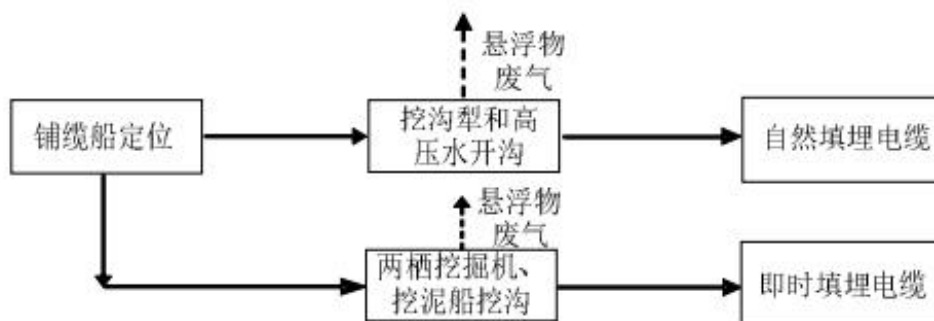 悬浮物
废气
铺缆船定位
挖沟犁和高
压水开沟
自然填埋电缆
悬浮物
废气
两栖挖掘机、
挖泥船挖沟
即时填埋电缆